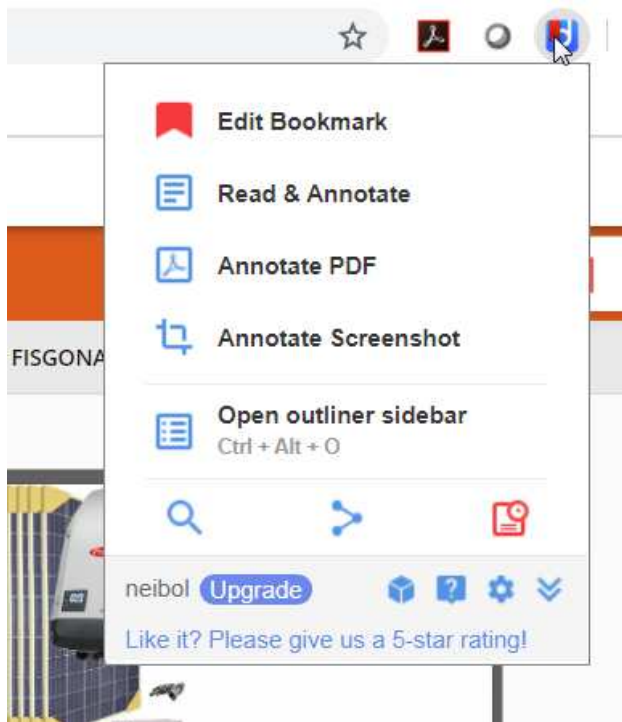 Edit Bookmark
Read & Annotate
Annotate PDF
Annotate Screenshot
FISGONA
Open outliner sidebar
Ctrl + Alt + O
neibol Upgrade
Like it? Please give us a 5-star rating!